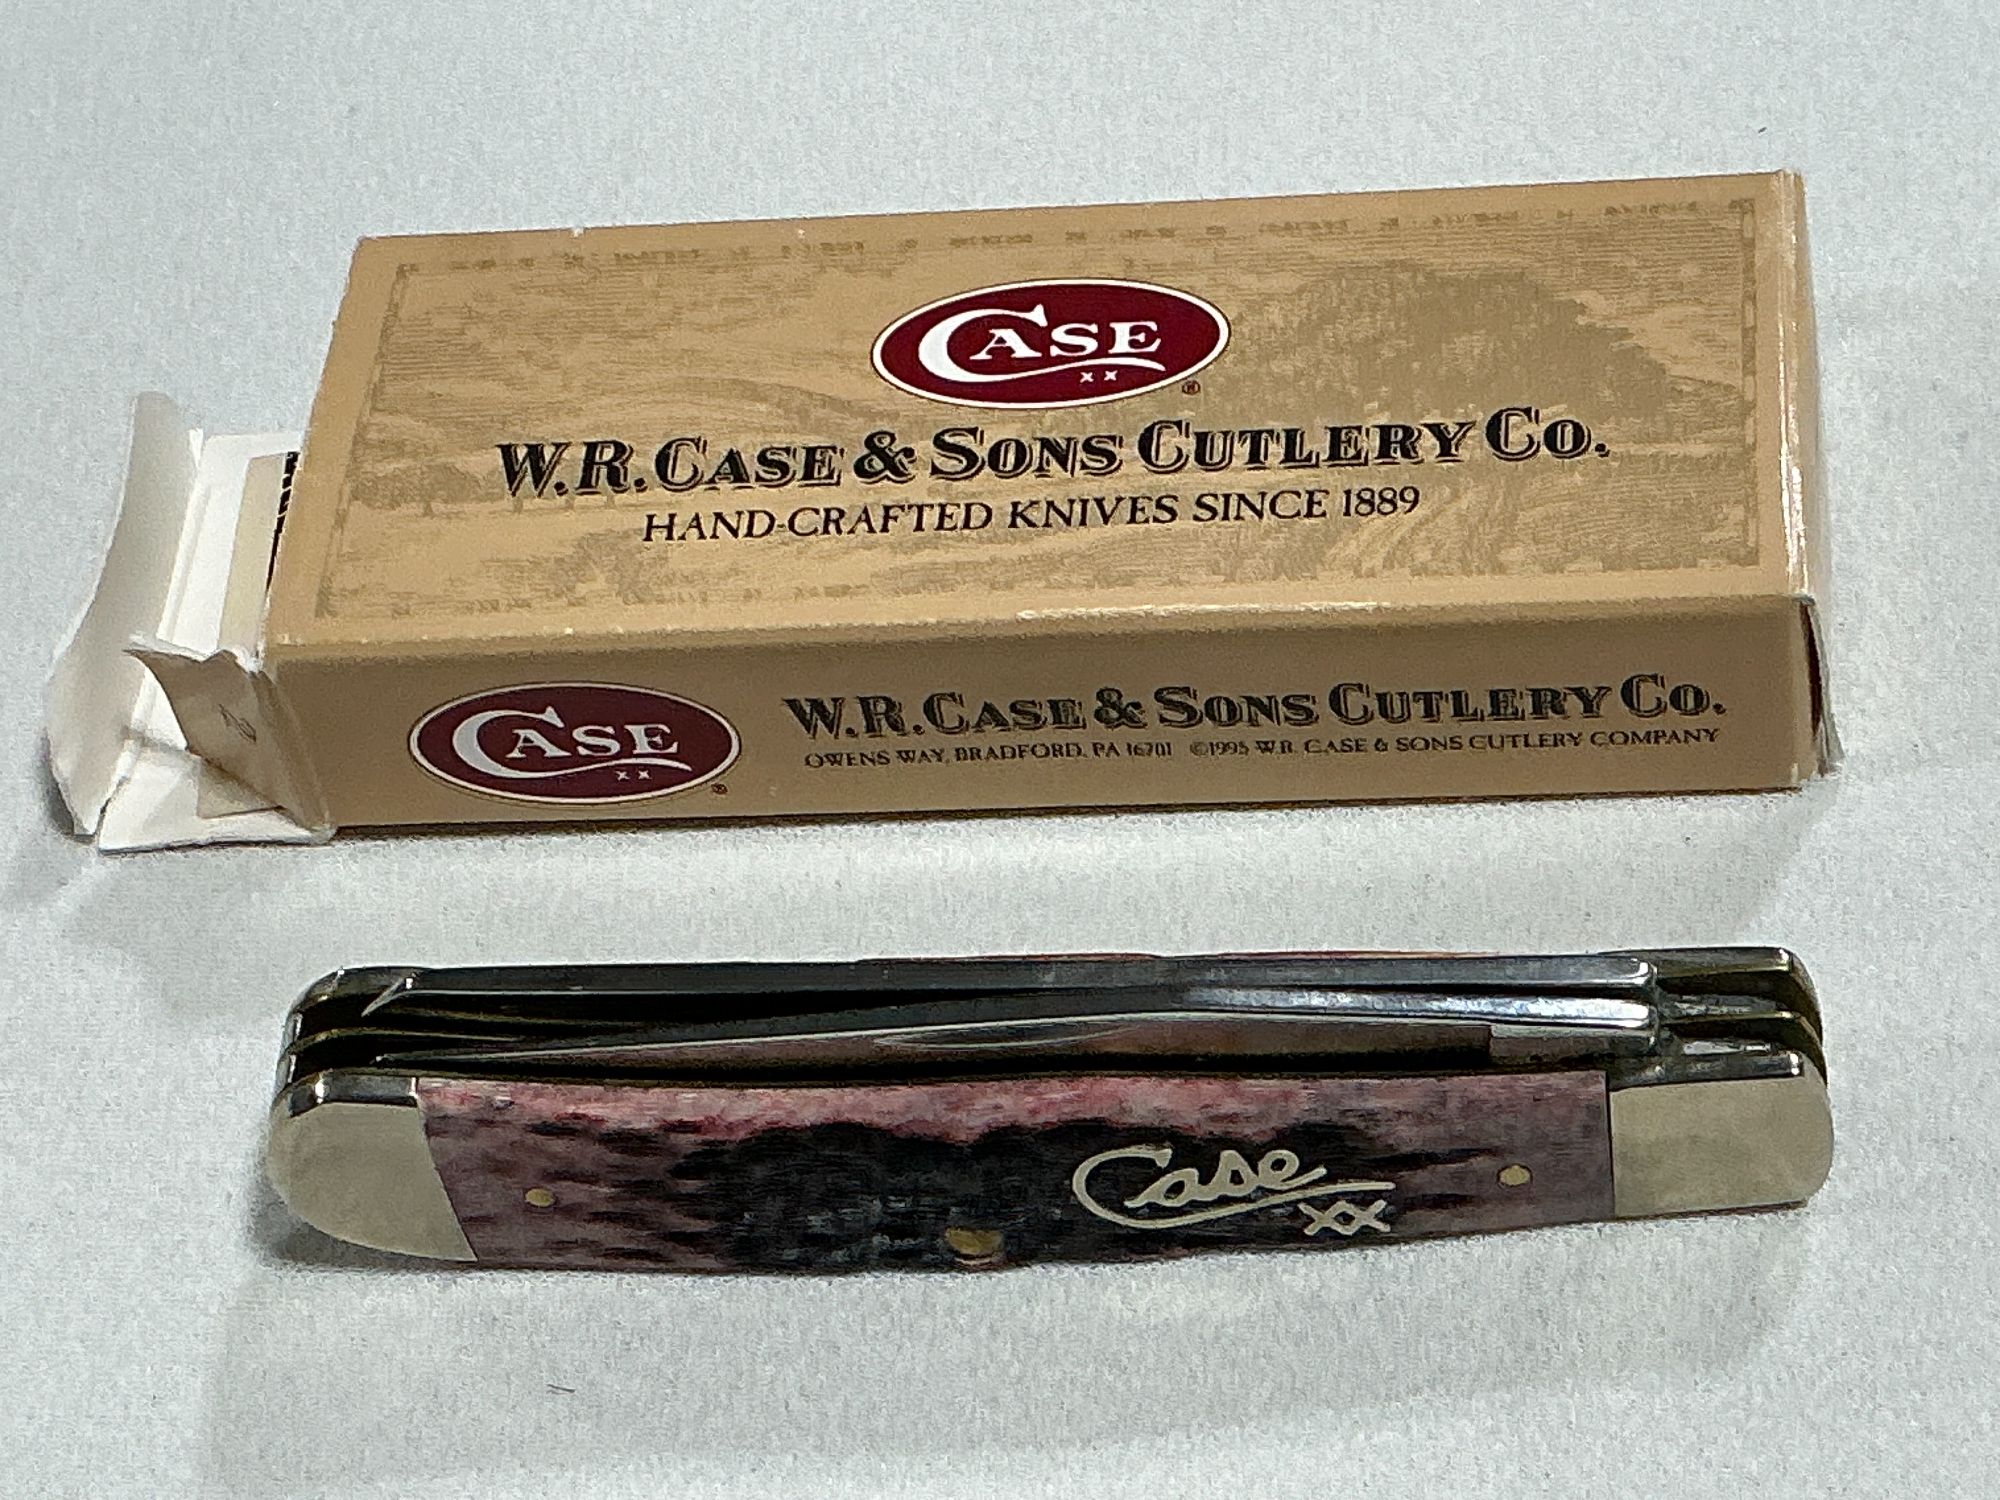 CASE
XX
®
W.R. CASE & SONS CUTLERY CO.
HAND-CRAFTED KNIVES SINCE 1889
CASE
XX
®
W.R. CASE & SONS CUTLERY CO.
OWENS WAY, BRADFORD, PA 16701 ©1995 W.R. CASE & SONS CUTLERY COMPANY
Case
XX